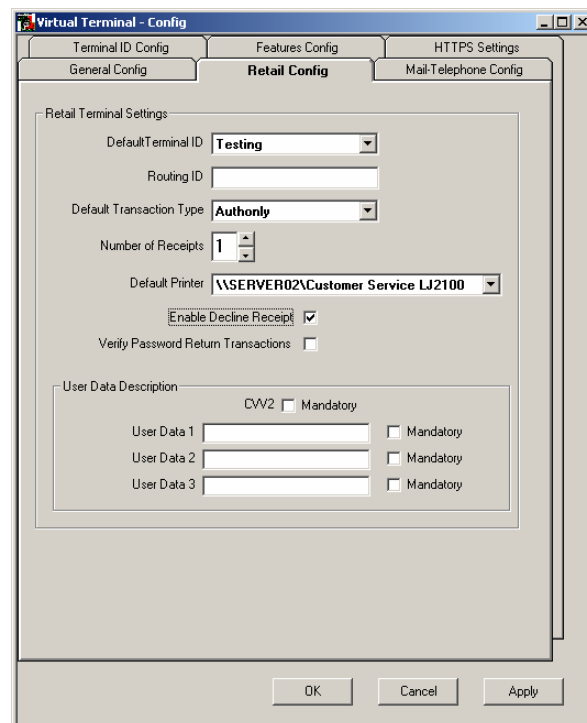 Virtual Terminal - Config
Terminal ID Config
Features Config
HTTPS Settings
General Config
Retail Config
Mail-Telephone Config
Retail Terminal Settings
DefaultTerminal ID
Testing
Routing ID
Default Transaction Type
Authonly
Number of Receipts
1
Default Printer
\\SERVER02\Customer Service LJ2100
Enable Decline Receipt
Verify Password Return Transactions
User Data Description
CVV2
Mandatory
User Data 1
Mandatory
User Data 2
Mandatory
User Data 3
Mandatory
OK
Cancel
Apply